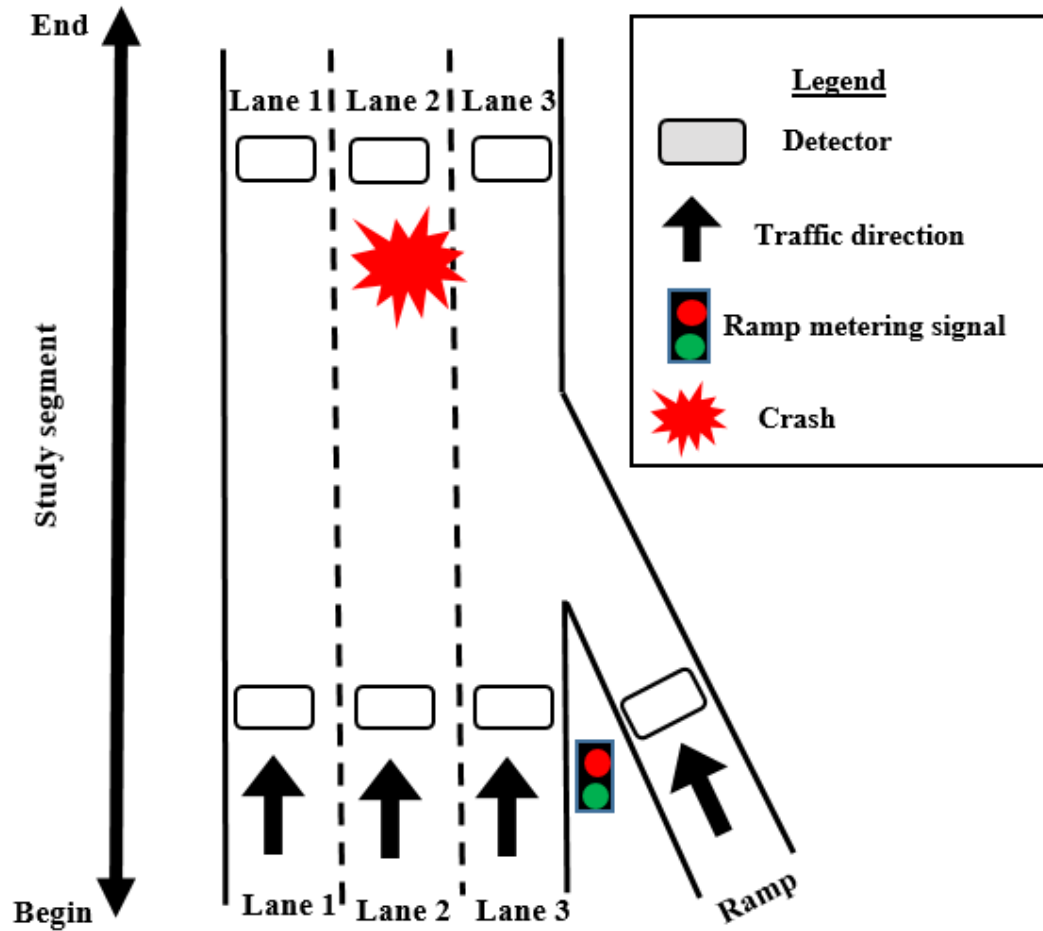 End
Lane 1 Lane 2 Lane 3
Study segment
Lane 1 Lane 2 Lane 3
Ramp
Begin
Legend
Detector
Traffic direction
Ramp metering signal
Crash